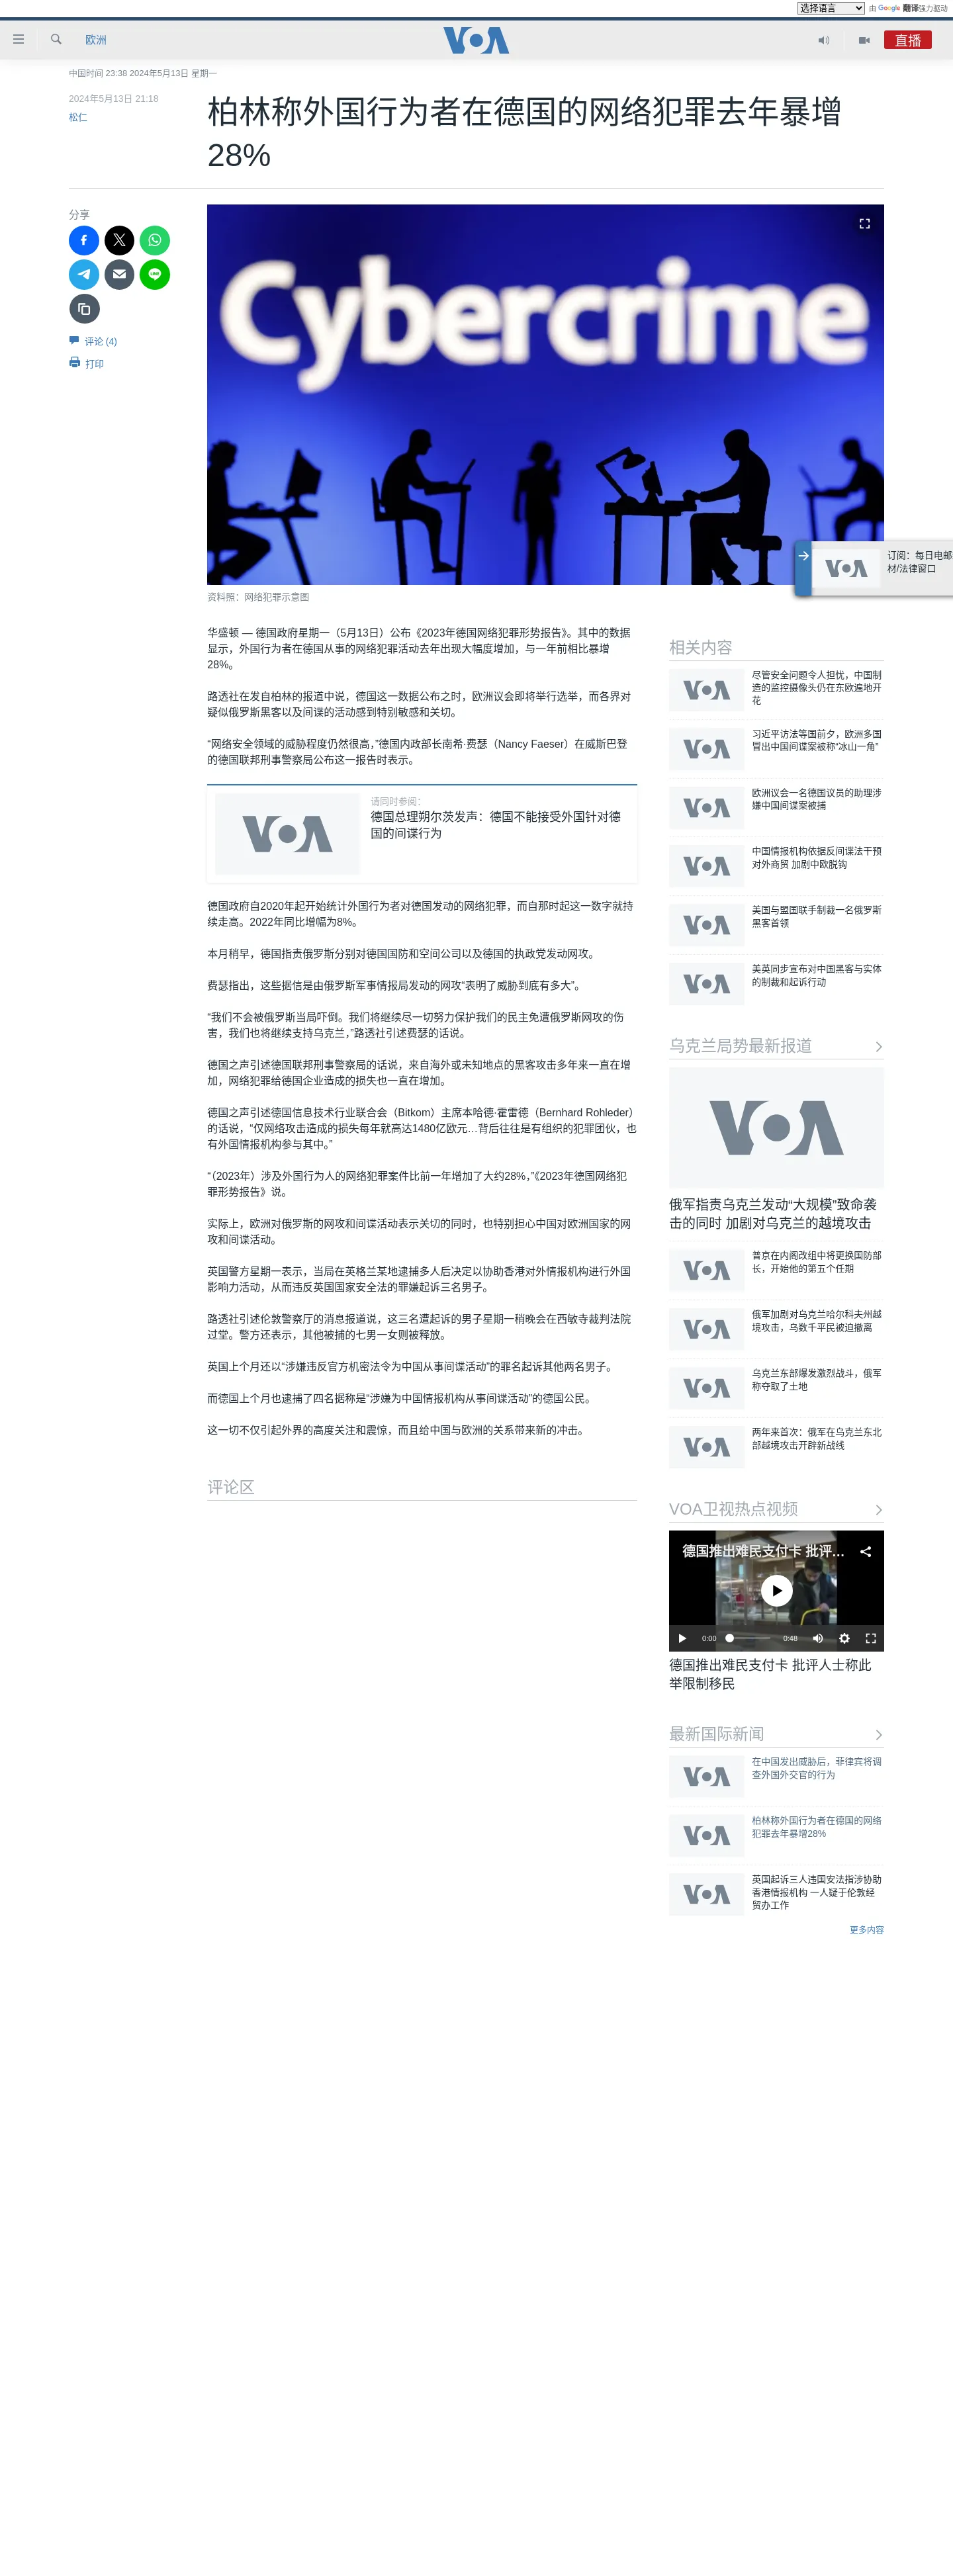 选择语言
由 Google 翻译强力驱动
欧洲
VOA
直播
中国时间 23:38 2024年5月13日 星期一
2024年5月13日 21:18
松仁
柏林称外国行为者在德国的网络犯罪去年暴增
28%
分享
评论 (4)
打印
Cybercrime
资料照：网络犯罪示意图
订阅：每日电邮
材/法律窗口
华盛顿 — 德国政府星期一（5月13日）公布《2023年德国网络犯罪形势报告》。其中的数据
显示，外国行为者在德国从事的网络犯罪活动去年出现大幅度增加，与一年前相比暴增
28%。
路透社在发自柏林的报道中说，德国这一数据公布之时，欧洲议会即将举行选举，而各界对
疑似俄罗斯黑客以及间谍的活动感到特别敏感和关切。
“网络安全领域的威胁程度仍然很高，”德国内政部长南希·费瑟（Nancy Faeser）在威斯巴登
的德国联邦刑事警察局公布这一报告时表示。
VOA
请同时参阅：
德国总理朔尔茨发声：德国不能接受外国针对德
国的间谍行为
德国政府自2020年起开始统计外国行为者对德国发动的网络犯罪，而自那时起这一数字就持
续走高。2022年同比增幅为8%。
本月稍早，德国指责俄罗斯分别对德国国防和空间公司以及德国的执政党发动网攻。
费瑟指出，这些据信是由俄罗斯军事情报局发动的网攻“表明了威胁到底有多大”。
“我们不会被俄罗斯当局吓倒。我们将继续尽一切努力保护我们的民主免遭俄罗斯网攻的伤
害，我们也将继续支持乌克兰，”路透社引述费瑟的话说。
德国之声引述德国联邦刑事警察局的话说，来自海外或未知地点的黑客攻击多年来一直在增
加，网络犯罪给德国企业造成的损失也一直在增加。
德国之声引述德国信息技术行业联合会（Bitkom）主席本哈德·霍雷德（Bernhard Rohleder）
的话说，“仅网络攻击造成的损失每年就高达1480亿欧元…背后往往是有组织的犯罪团伙，也
有外国情报机构参与其中。”
“（2023年）涉及外国行为人的网络犯罪案件比前一年增加了大约28%，”《2023年德国网络犯
罪形势报告》说。
实际上，欧洲对俄罗斯的网攻和间谍活动表示关切的同时，也特别担心中国对欧洲国家的网
攻和间谍活动。
英国警方星期一表示，当局在英格兰某地逮捕多人后决定以协助香港对外情报机构进行外国
影响力活动，从而违反英国国家安全法的罪嫌起诉三名男子。
路透社引述伦敦警察厅的消息报道说，这三名遭起诉的男子星期一稍晚会在西敏寺裁判法院
过堂。警方还表示，其他被捕的七男一女则被释放。
英国上个月还以“涉嫌违反官方机密法令为中国从事间谍活动”的罪名起诉其他两名男子。
而德国上个月也逮捕了四名据称是“涉嫌为中国情报机构从事间谍活动”的德国公民。
这一切不仅引起外界的高度关注和震惊，而且给中国与欧洲的关系带来新的冲击。
评论区
相关内容
VOA
尽管安全问题令人担忧，中国制
造的监控摄像头仍在东欧遍地开
花
VOA
习近平访法等国前夕，欧洲多国
冒出中国间谍案被称“冰山一角”
VOA
欧洲议会一名德国议员的助理涉
嫌中国间谍案被捕
VOA
中国情报机构依据反间谍法干预
对外商贸 加剧中欧脱钩
VOA
美国与盟国联手制裁一名俄罗斯
黑客首领
VOA
美英同步宣布对中国黑客与实体
的制裁和起诉行动
乌克兰局势最新报道
VOA
俄军指责乌克兰发动“大规模”致命袭
击的同时 加剧对乌克兰的越境攻击
VOA
普京在内阁改组中将更换国防部
长，开始他的第五个任期
VOA
俄军加剧对乌克兰哈尔科夫州越
境攻击，乌数千平民被迫撤离
VOA
乌克兰东部爆发激烈战斗，俄军
称夺取了土地
VOA
两年来首次：俄军在乌克兰东北
部越境攻击开辟新战线
VOA卫视热点视频
德国推出难民支付卡 批评…
0:00
0:48
德国推出难民支付卡 批评人士称此
举限制移民
最新国际新闻
VOA
在中国发出威胁后，菲律宾将调
查外国外交官的行为
VOA
柏林称外国行为者在德国的网络
犯罪去年暴增28%
VOA
英国起诉三人违国安法指涉协助
香港情报机构 一人疑于伦敦经
贸办工作
更多内容